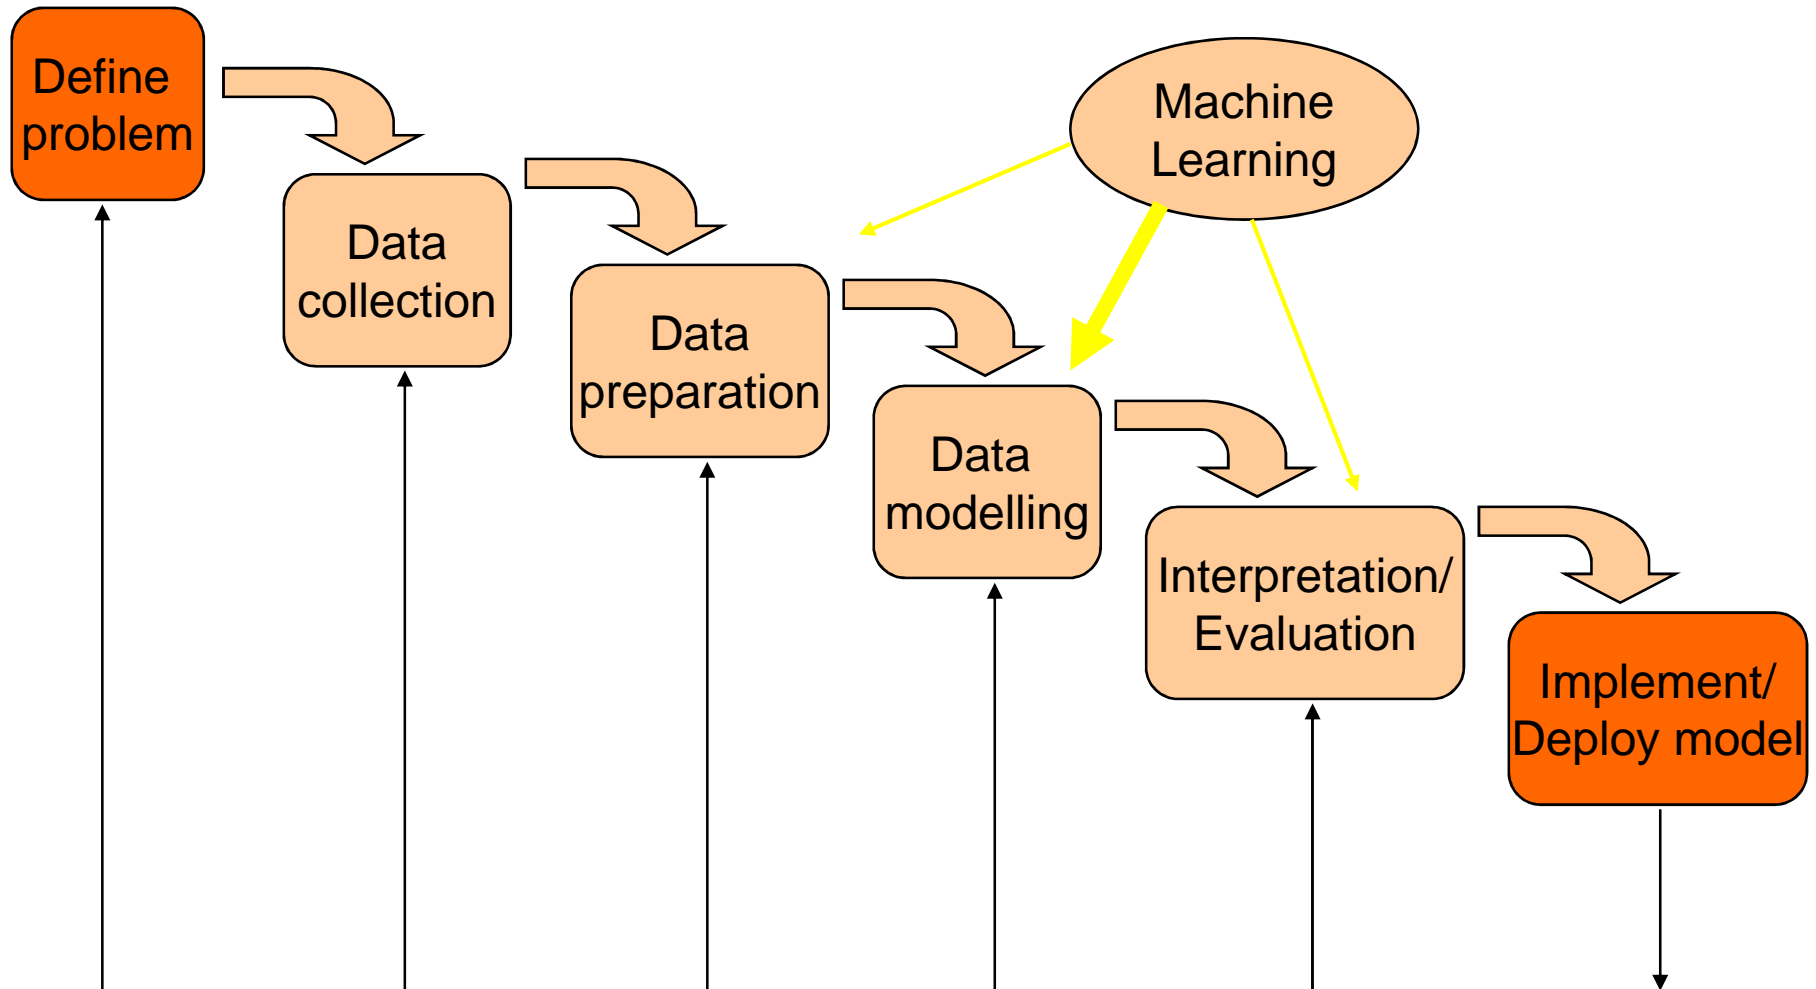 Define
problem
Machine
Learning
Data
collection
Data
preparation
Data
modelling
Interpretation/
Evaluation
Implement/
Deploy model